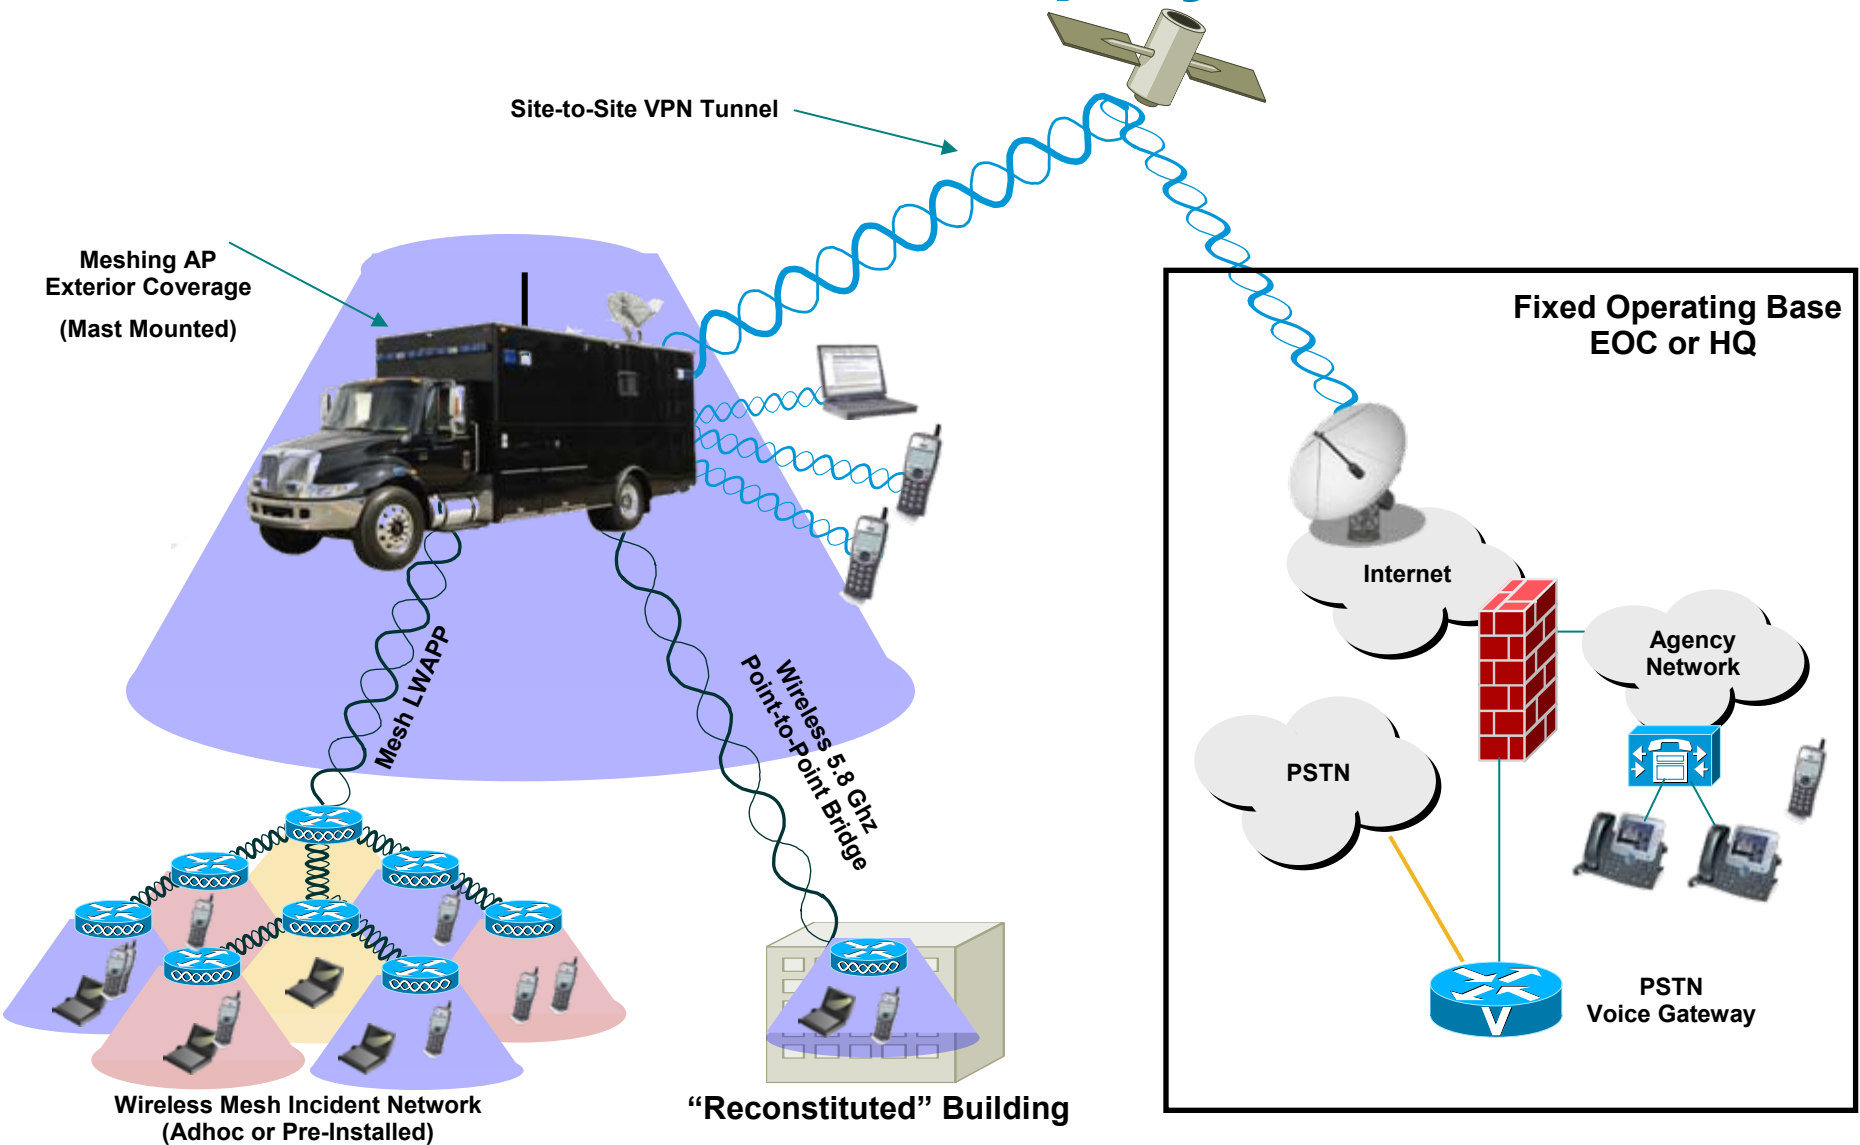 Site-to-Site VPN Tunnel
Meshing AP
Exterior Coverage
(Mast Mounted)
Fixed Operating Base
EOC or HQ
Internet
Agency
Network
PSTN
Mesh LWAPP
Wireless 5.8 Ghz
Point-to-Point Bridge
V
PSTN
Voice Gateway
Wireless Mesh Incident Network
(Adhoc or Pre-Installed)
“Reconstituted” Building